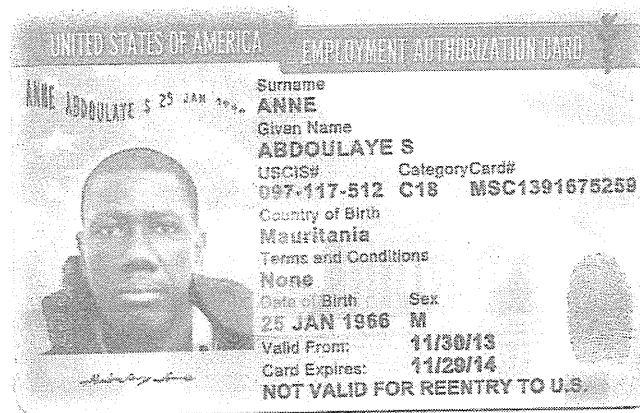 UNITED STATES OF AMERICA EMPLOYMENT AUTHORIZATION CARD
ANNE ABDOULAYE S 25 JAN
Surname
ANNE
Given Name
ABDOULAYE S
USCIS# Category Card#
097-117-512 C18 MSC1391675259
Country of Birth
Mauritania
Terms and Conditions
None
Date of Birth Sex
25 JAN 1966 M
Valid From: 11/30/13
Card Expires: 11/29/14
NOT VALID FOR REENTRY TO U.S.